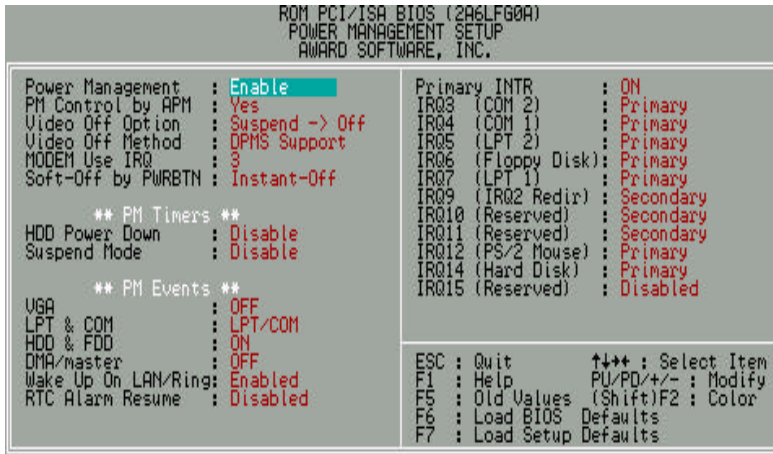 ROM PCI/ISA BIOS (2A6LFG0A)
POWER MANAGEMENT SETUP
AWARD SOFTWARE, INC.
Power Management : Enable
PM Control by APM : Yes
Video Off Option : Suspend -> Off
Video Off Method : DPMS Support
MODEM Use IRQ : 3
Soft-Off by PWRBTN : Instant-Off
** PM Timers **
HDD Power Down : Disable
Suspend Mode : Disable
** PM Events **
VGA : OFF
LPT & COM : LPT/COM
HDD & FDD : ON
DMA/master : OFF
Wake Up On LAN/Ring: Enabled
RTC Alarm Resume : Disabled
Primary INTR : ON
IRQ3 (COM 2) : Primary
IRQ4 (COM 1) : Primary
IRQ5 (LPT 2) : Primary
IRQ6 (Floppy Disk): Primary
IRQ7 (LPT 1) : Primary
IRQ9 (IRQ2 Redir) : Secondary
IRQ10 (Reserved) : Secondary
IRQ11 (Reserved) : Secondary
IRQ12 (PS/2 Mouse) : Primary
IRQ14 (Hard Disk) : Primary
IRQ15 (Reserved) : Disabled
ESC : Quit ↑↓→← : Select Item
F1 : Help PU/PD/+/- : Modify
F5 : Old Values (Shift)F2 : Color
F6 : Load BIOS Defaults
F7 : Load Setup Defaults